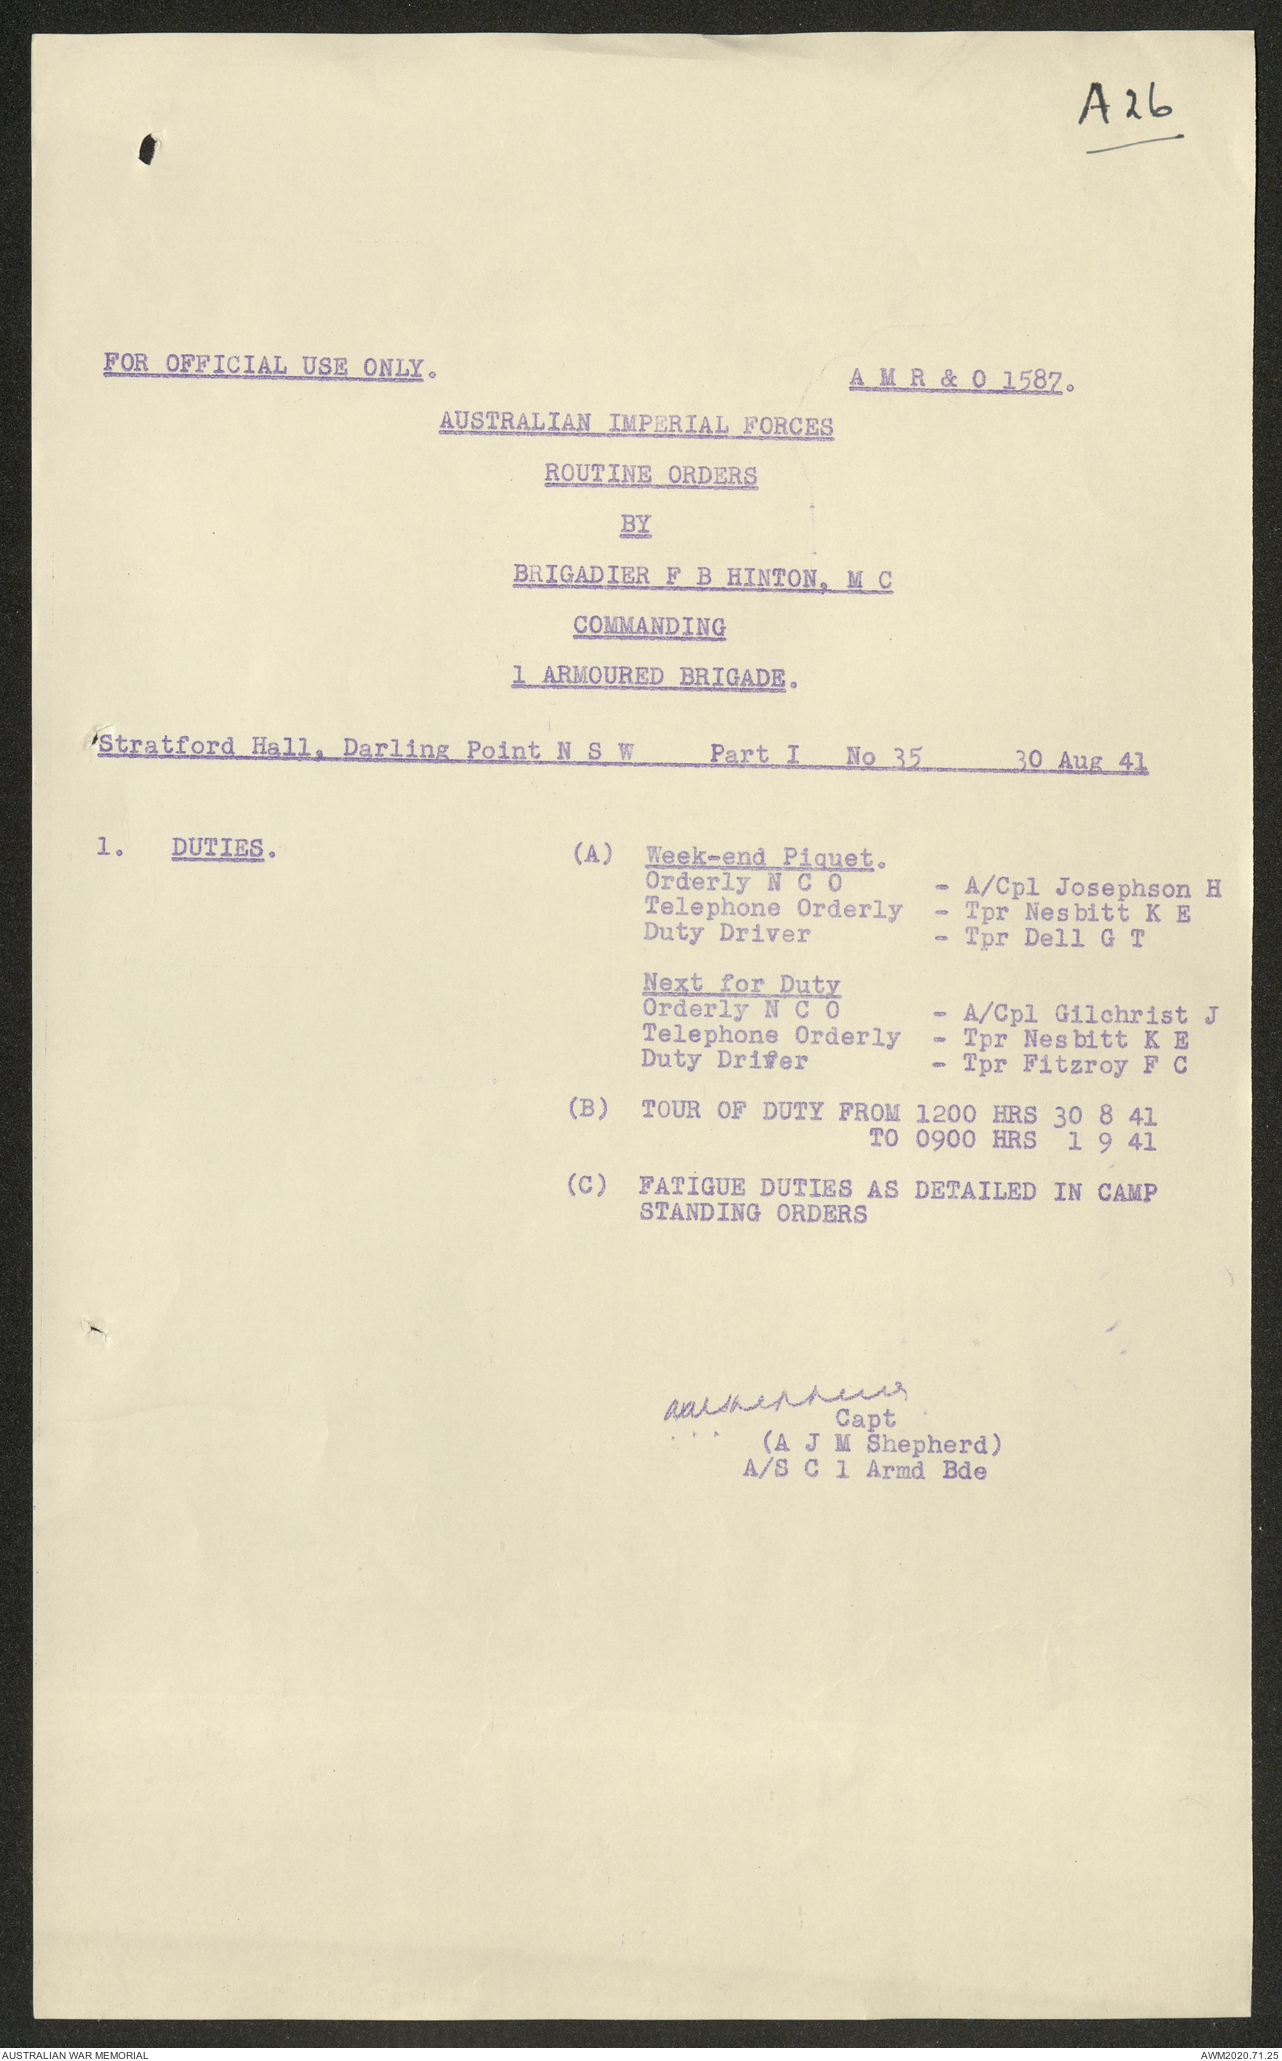 A 26
FOR OFFICIAL USE ONLY.
A M R & O 1587.
AUSTRALIAN IMPERIAL FORCES
ROUTINE ORDERS
BY
BRIGADIER F B HINTON, M C
COMMANDING
1 ARMOURED BRIGADE.
Stratford Hall, Darling Point N S W Part I No 35 30 Aug 41
1. DUTIES. (A) Week-end Piquet.
Orderly N C O - A/Cpl Josephson H
Telephone Orderly - Tpr Nesbitt K E
Duty Driver - Tpr Dell G T
Next for Duty
Orderly N C O - A/Cpl Gilchrist J
Telephone Orderly - Tpr Nesbitt K E
Duty Driver - Tpr Fitzroy F C
(B) TOUR OF DUTY FROM 1200 HRS 30 8 41
TO 0900 HRS 1 9 41
(C) FATIGUE DUTIES AS DETAILED IN CAMP
STANDING ORDERS
Capt
(A J M Shepherd)
A/S C 1 Armd Bde
AUSTRALIAN WAR MEMORIAL
AWM2020.71.25